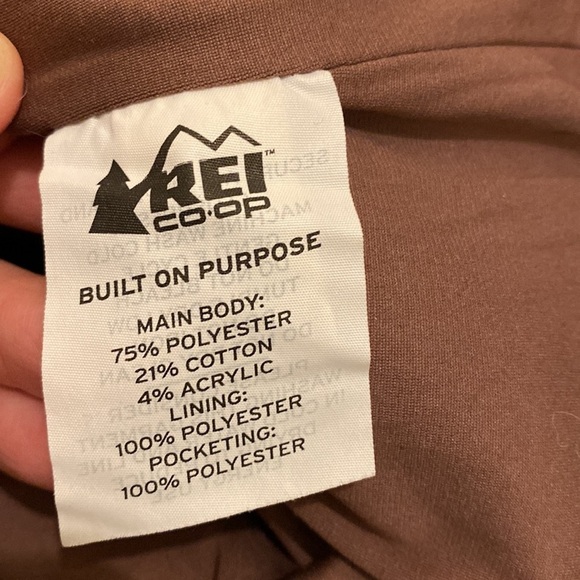 REI™
CO·OP
BUILT ON PURPOSE
MAIN BODY:
75% POLYESTER
21% COTTON
4% ACRYLIC
LINING:
100% POLYESTER
POCKETING:
100% POLYESTER